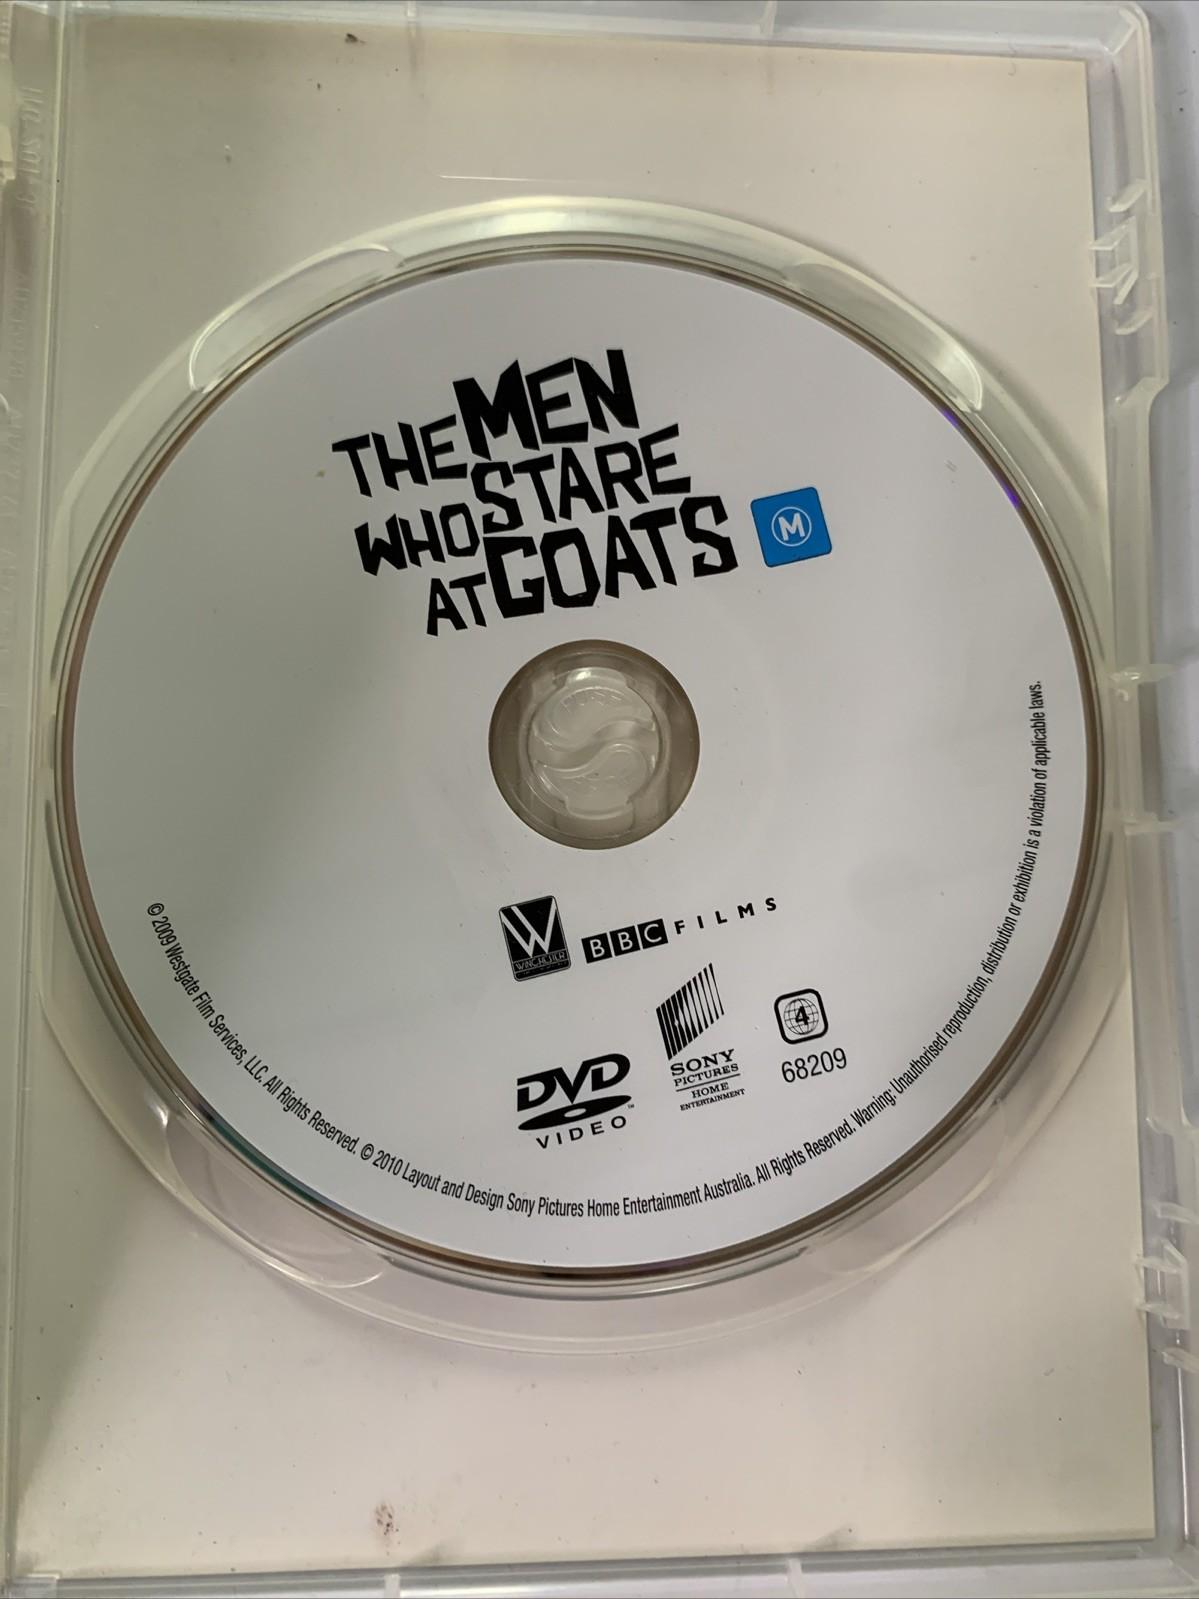 THE MEN
WHO STARE
AT GOATS
M
W
WINCHESTER
BBC FILMS
DVD
VIDEO
SONY
PICTURES
HOME
ENTERTAINMENT
4
68209
© 2009 Westgate Film Services, LLC. All Rights Reserved. © 2010 Layout and Design Sony Pictures Home Entertainment Australia. All Rights Reserved. Warning: Unauthorised reproduction, distribution or exhibition is a violation of applicable laws.